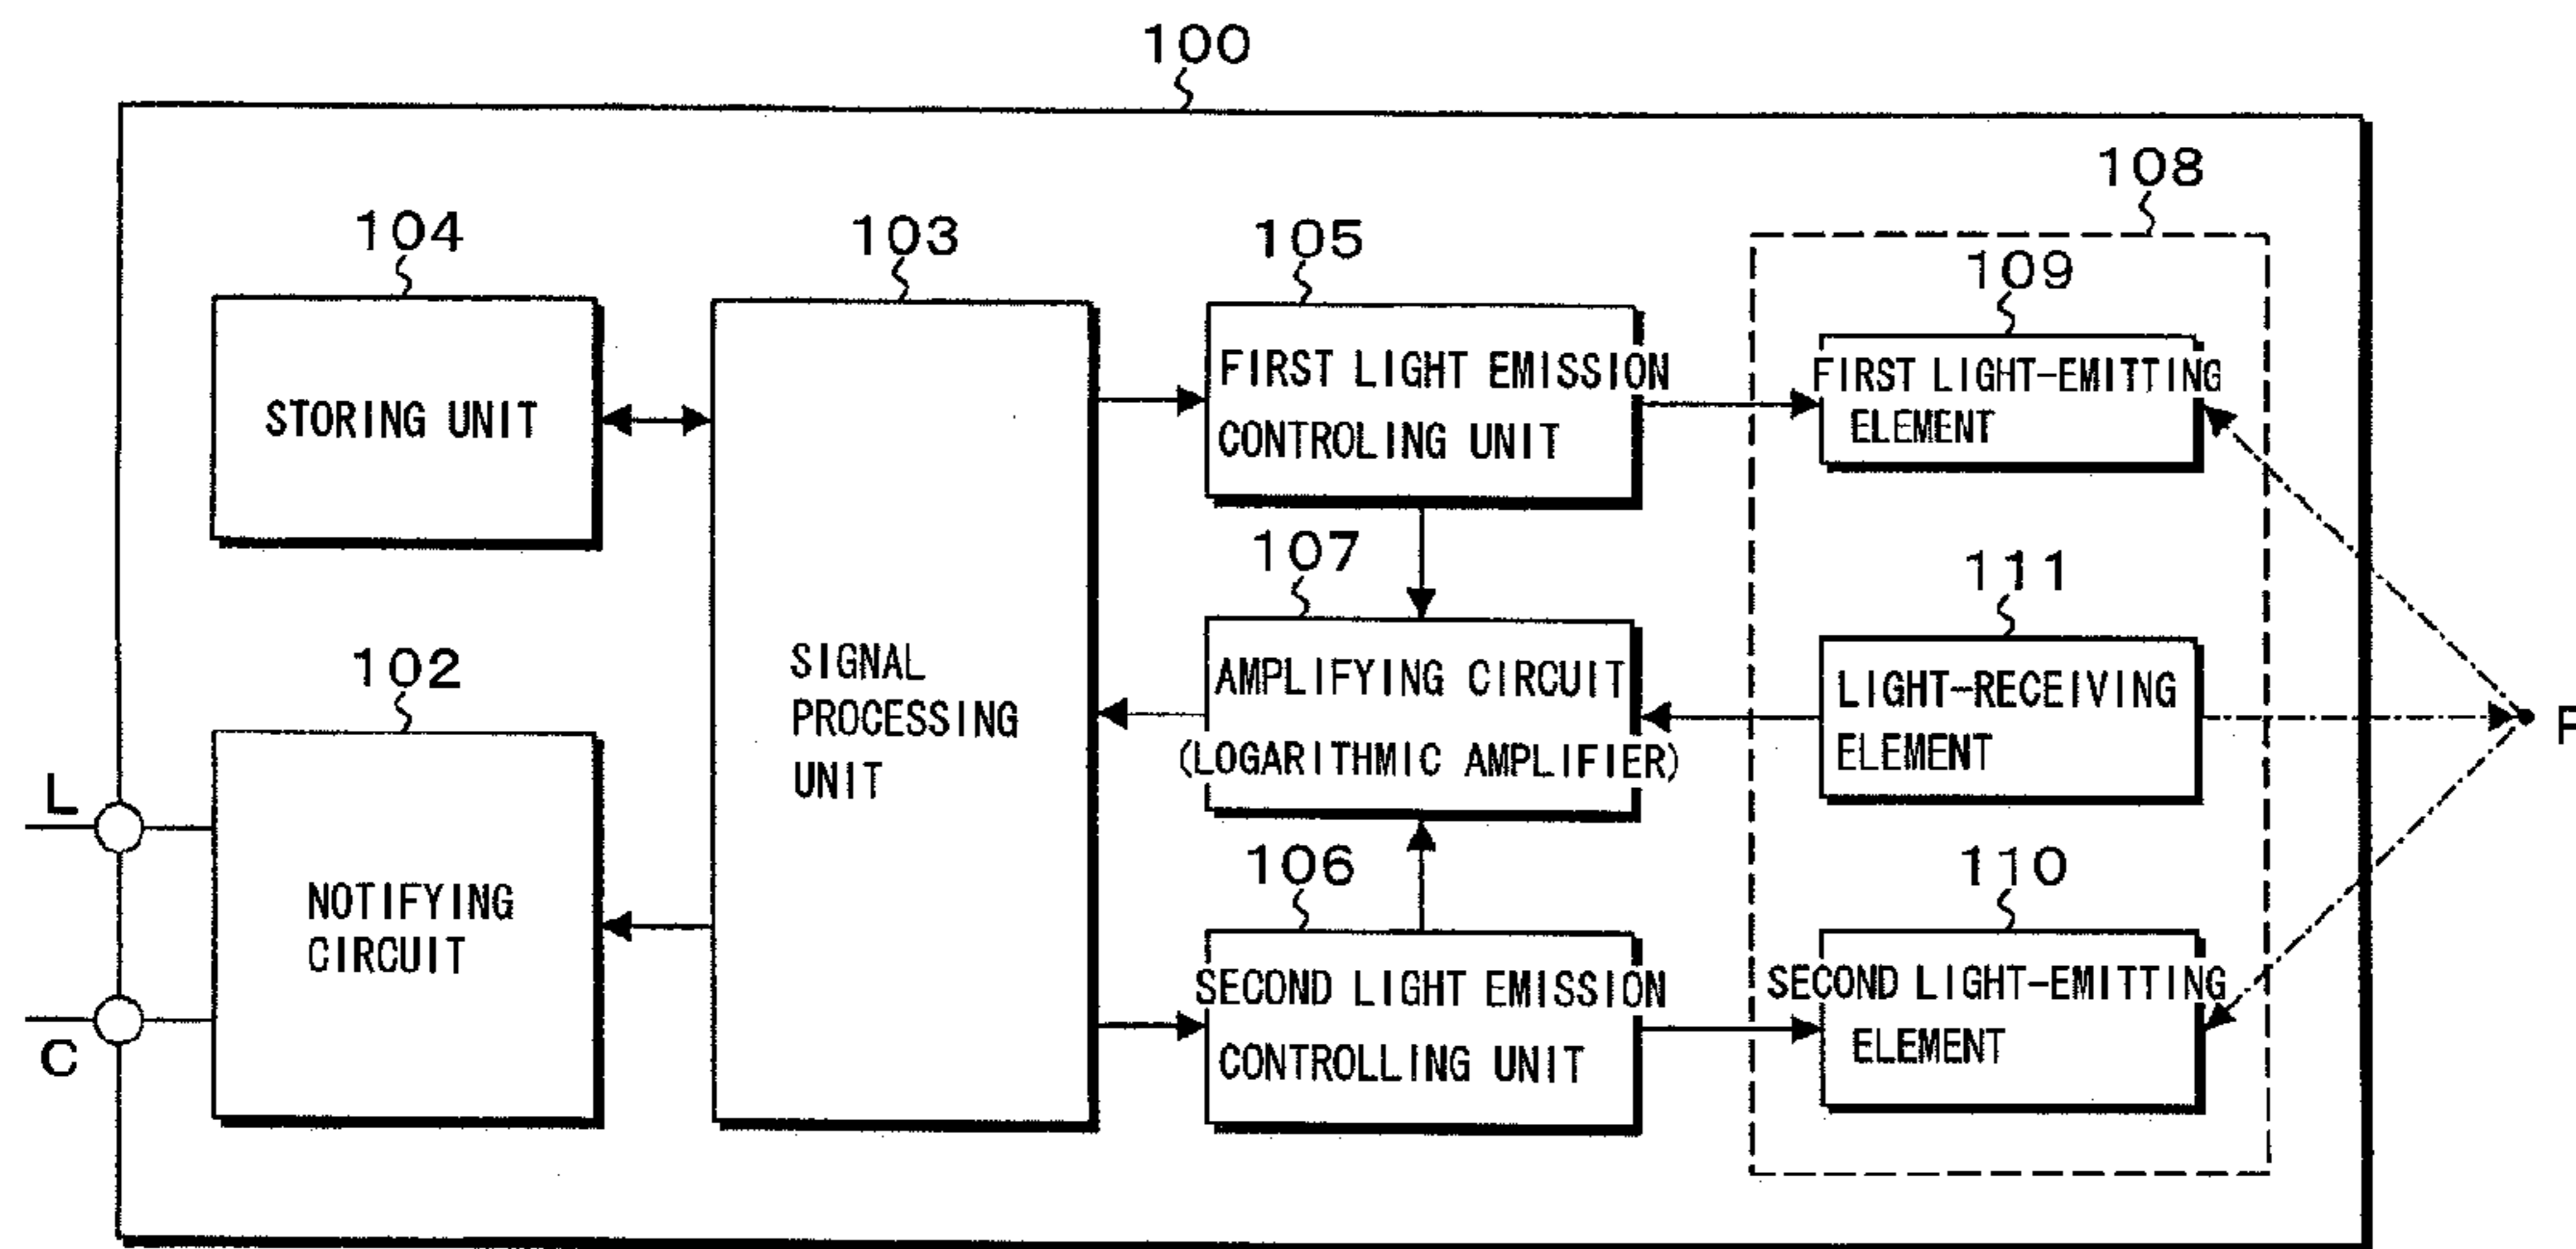 100
108
104
103
105
109
STORING UNIT
FIRST LIGHT EMISSION
CONTROLING UNIT
FIRST LIGHT-EMITTING
ELEMENT
107
111
102
SIGNAL
PROCESSING
UNIT
AMPLIFYING CIRCUIT
(LOGARITHMIC AMPLIFIER)
LIGHT-RECEIVING
ELEMENT
P
L
C
NOTIFYING
CIRCUIT
106
110
SECOND LIGHT EMISSION
CONTROLLING UNIT
SECOND LIGHT-EMITTING
ELEMENT